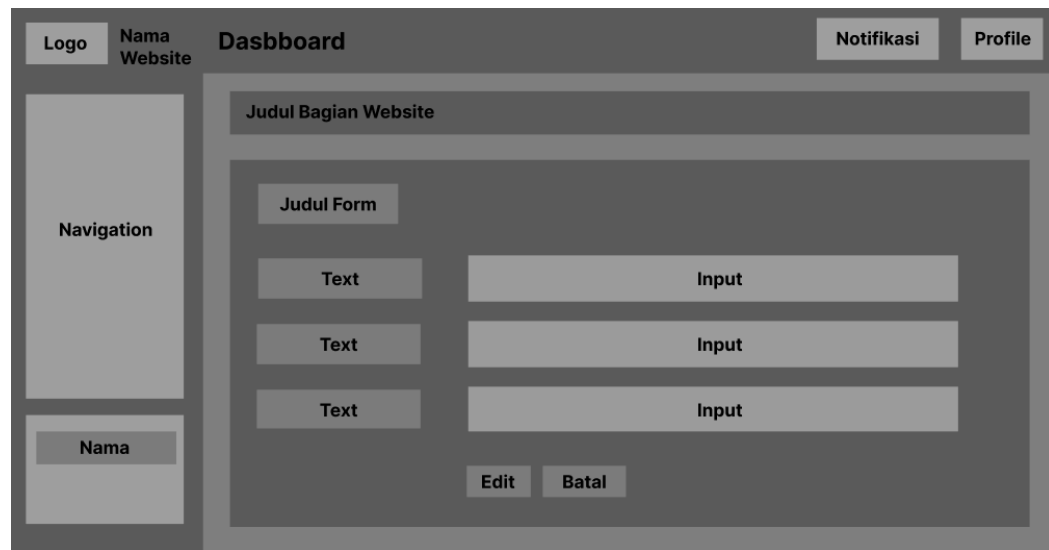 Logo
Nama
Website
Dasbboard
Notifikasi
Profile
Judul Bagian Website
Navigation
Judul Form
Text
Input
Text
Input
Text
Input
Nama
Edit
Batal